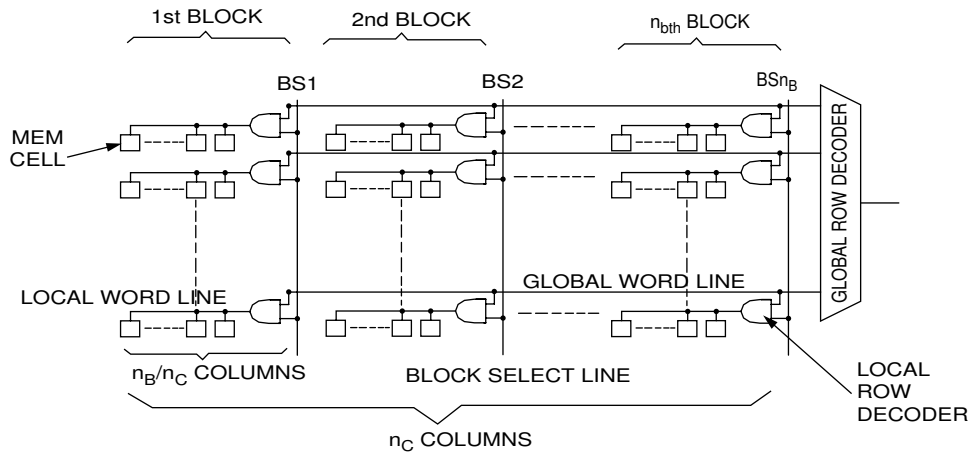 1st BLOCK
2nd BLOCK
nbth BLOCK
BS1
BS2
BSnB
MEM
CELL
GLOBAL ROW DECODER
LOCAL WORD LINE
GLOBAL WORD LINE
nB/nC COLUMNS
BLOCK SELECT LINE
LOCAL
ROW
DECODER
nC COLUMNS